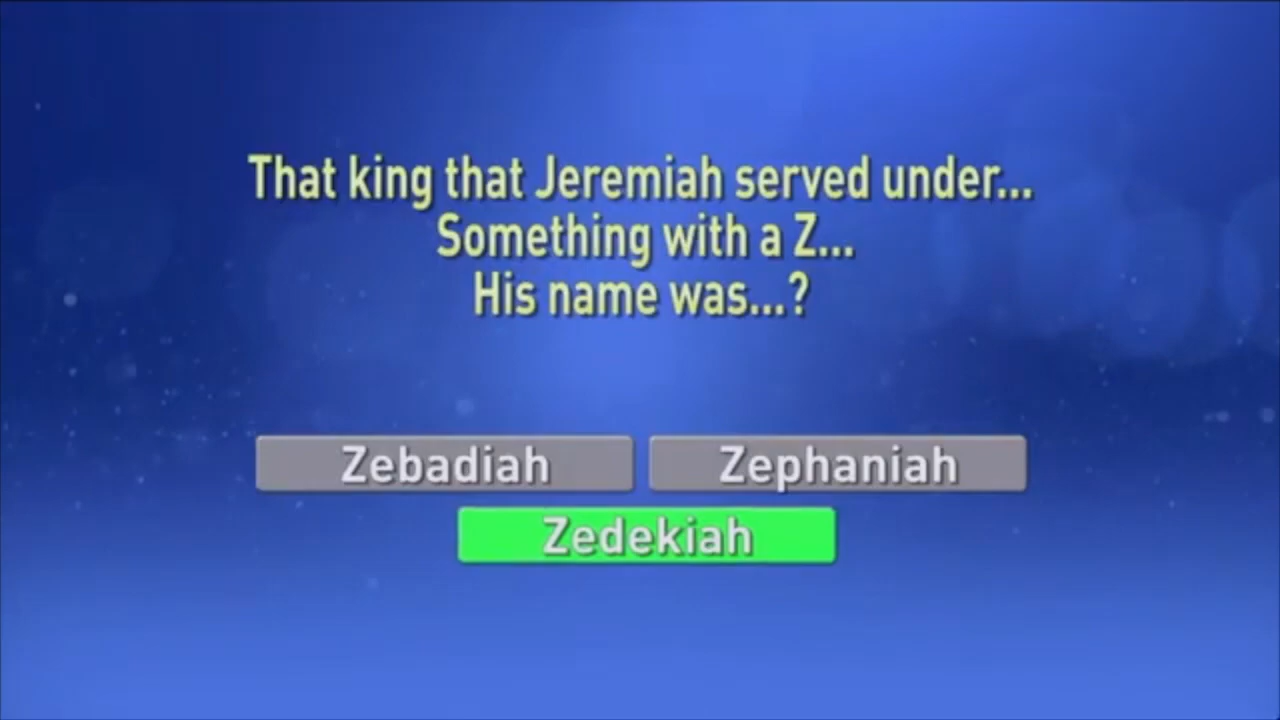 That king that Jeremiah served under...
Something with a Z...
His name was...?
Zebadiah
Zephaniah
Zedekiah